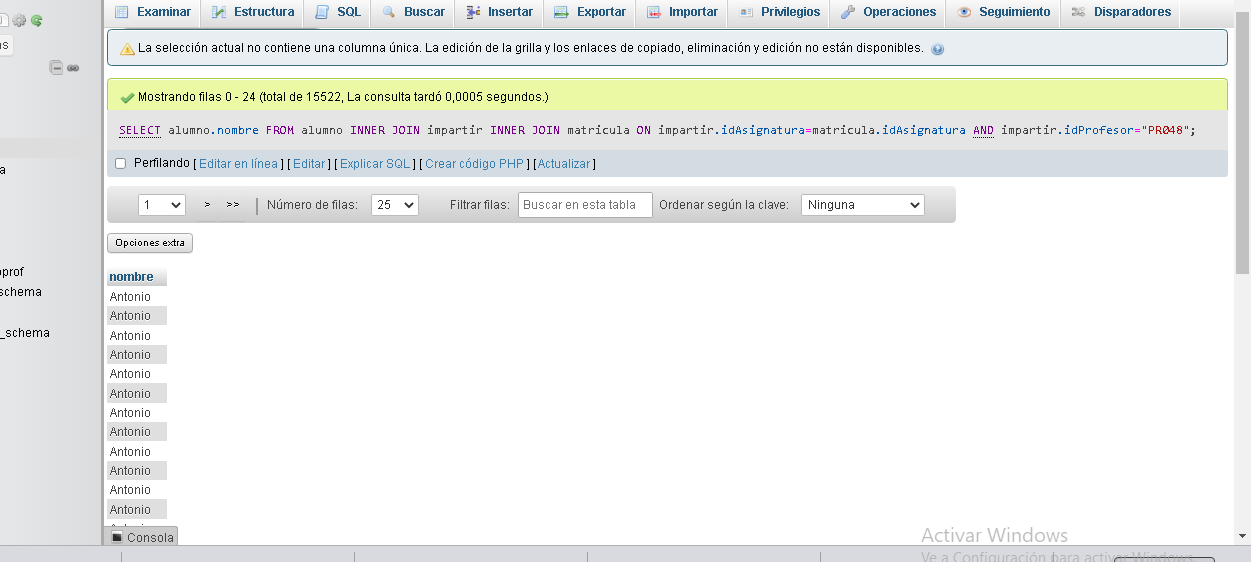 Examinar Estructura SQL Buscar Insertar Exportar Importar Privilegios Operaciones Seguimiento Disparadores
La selección actual no contiene una columna única. La edición de la grilla y los enlaces de copiado, eliminación y edición no están disponibles.
Mostrando filas 0 - 24 (total de 15522, La consulta tardó 0,0005 segundos.)
SELECT alumno.nombre FROM alumno INNER JOIN impartir INNER JOIN matricula ON impartir.idAsignatura=matricula.idAsignatura AND impartir.idProfesor="PR048";
Perfilando [ Editar en línea ] [ Editar ] [ Explicar SQL ] [ Crear código PHP ] [ Actualizar ]
1 > >> | Número de filas: 25 Filtrar filas: Buscar en esta tabla Ordenar según la clave: Ninguna
Opciones extra
nombre
Antonio
Antonio
Antonio
Antonio
Antonio
Antonio
Antonio
Antonio
Antonio
Antonio
Antonio
Antonio
Consola
schema
_schema
Activar Windows
Ve a Configuración para activar Windows.